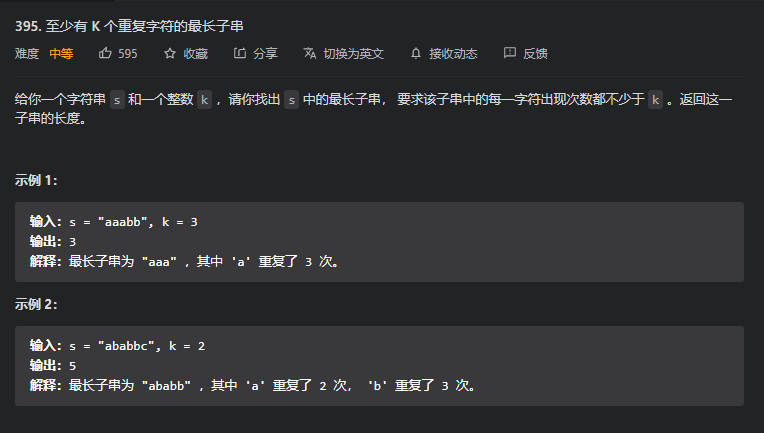 395. 至少有 K 个重复字符的最长子串
难度 中等 595 收藏 分享 切换为英文 接收动态 反馈
给你一个字符串 s 和一个整数 k ，请你找出 s 中的最长子串， 要求该子串中的每一字符出现次数都不少于 k 。返回这一
子串的长度。
示例 1：
输入：s = "aaabb", k = 3
输出：3
解释：最长子串为 "aaa" ，其中 'a' 重复了 3 次。
示例 2：
输入：s = "ababbc", k = 2
输出：5
解释：最长子串为 "ababb" ，其中 'a' 重复了 2 次， 'b' 重复了 3 次。